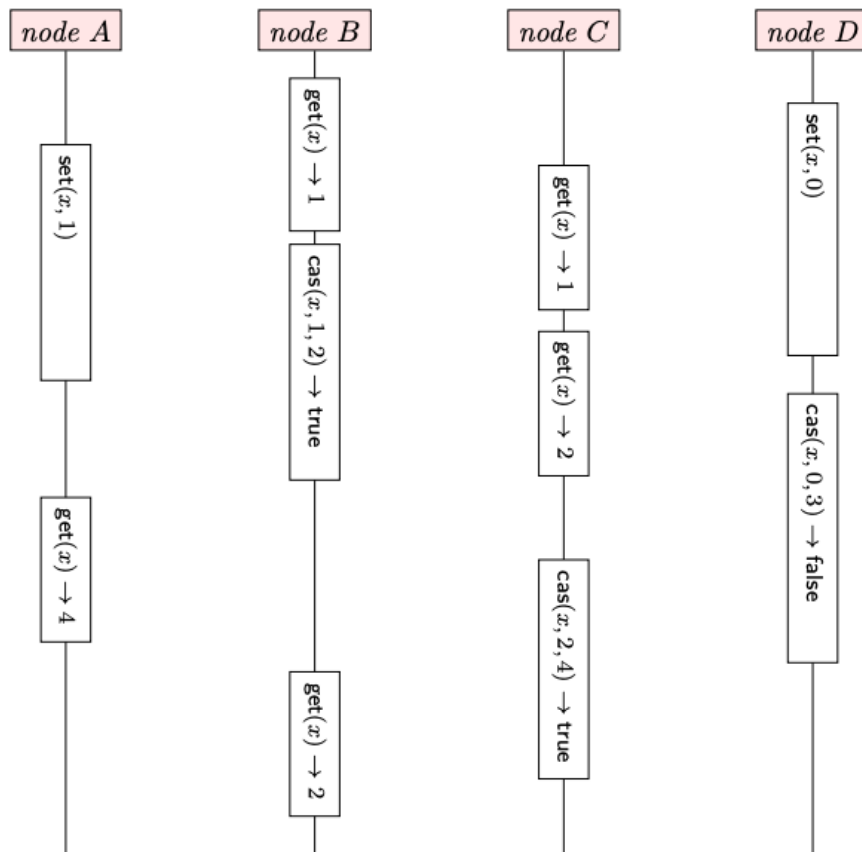 node A
node B
node C
node D
set(x, 1)
get(x) → 4
get(x) → 1
cas(x, 1, 2) → true
get(x) → 2
get(x) → 1
get(x) → 2
cas(x, 2, 4) → true
set(x, 0)
cas(x, 0, 3) → false